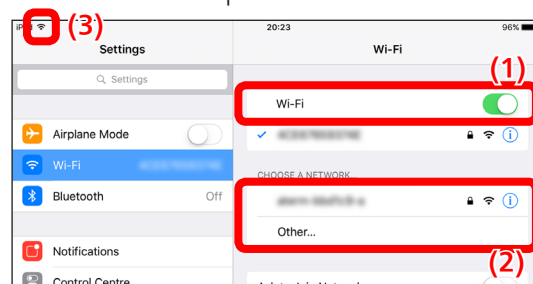 (3)
20:23
96%
Settings
Wi-Fi
(1)
Settings
Wi-Fi
Airplane Mode
Wi-Fi
CHOOSE A NETWORK...
Bluetooth
Off
Other...
(2)
Notifications
Control Centre